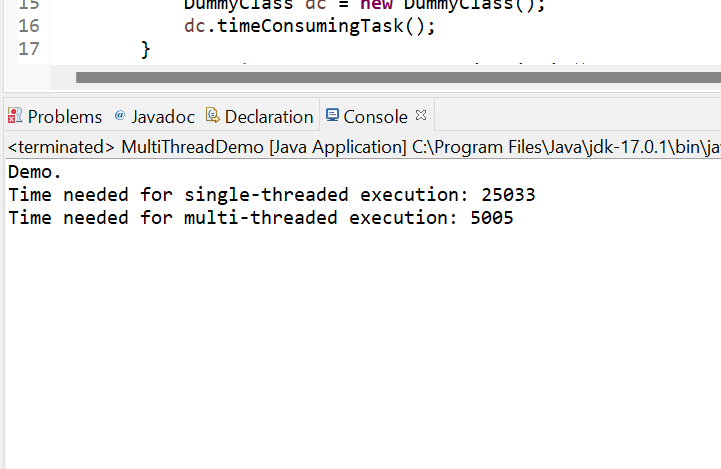 15 DummyClass dc = new DummyClass();
16 dc.timeConsumingTask();
17 }
Problems @ Javadoc Declaration Console
<terminated> MultiThreadDemo [Java Application] C:\Program Files\Java\jdk-17.0.1\bin\ja
Demo.
Time needed for single-threaded execution: 25033
Time needed for multi-threaded execution: 5005